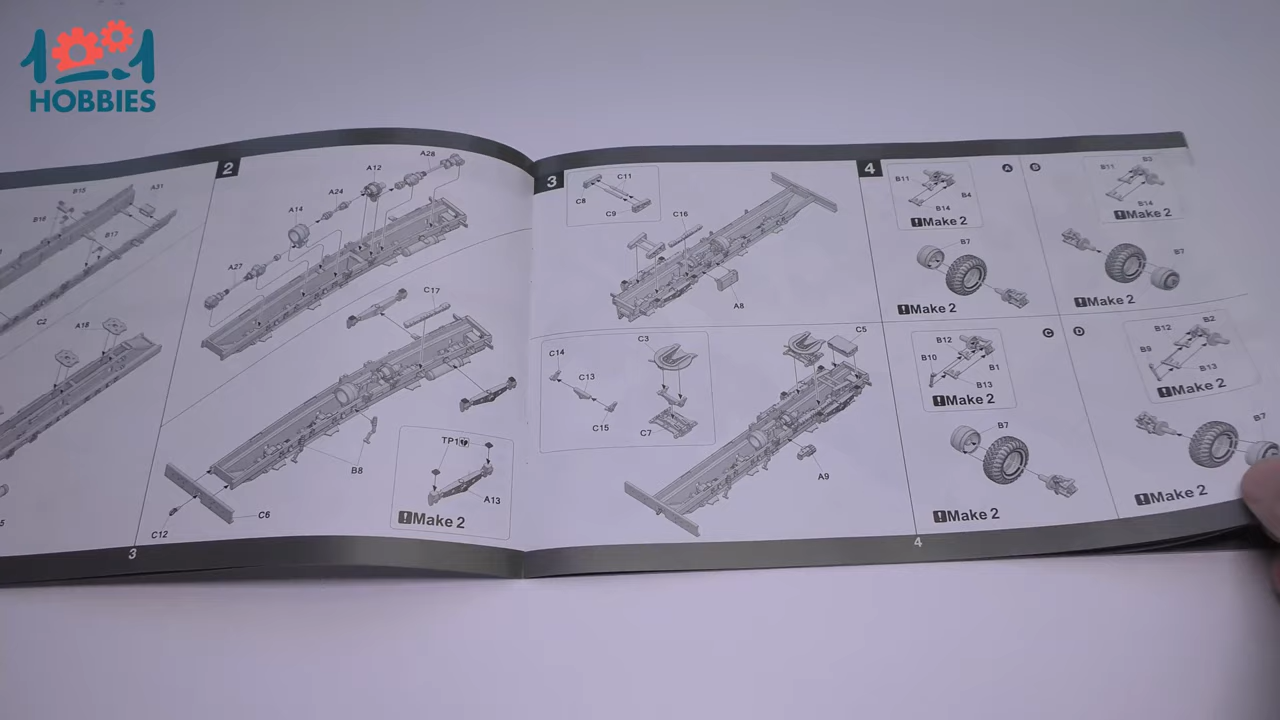 1001
HOBBIES
B15
A31
B16
B17
C2
A18
2
A28
A12
A24
A14
A27
C17
B8
TP1
A13
!Make 2
C6
C12
3
3
C11
C8
C9
C16
A8
C14
C3
C5
C13
C15
C7
A9
4
4
A
B11
B4
B14
!Make 2
B7
!Make 2
B
B11
B3
B14
!Make 2
B7
!Make 2
C
B12
B10
B1
B13
!Make 2
B7
!Make 2
D
B12
B2
B9
B13
!Make 2
B7
!Make 2